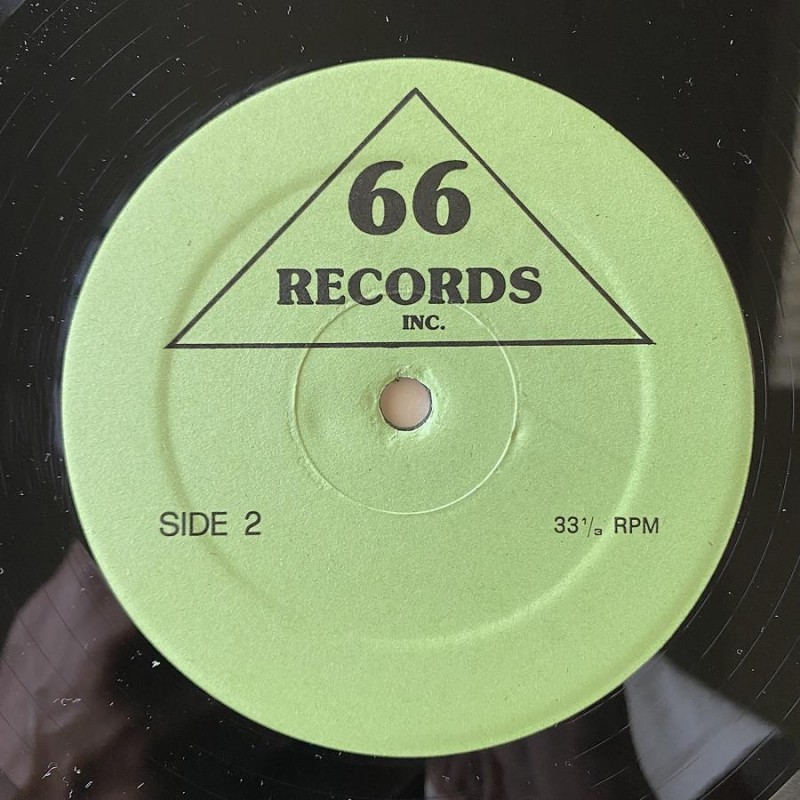 66
RECORDS
INC.
SIDE 2
33⅓ RPM